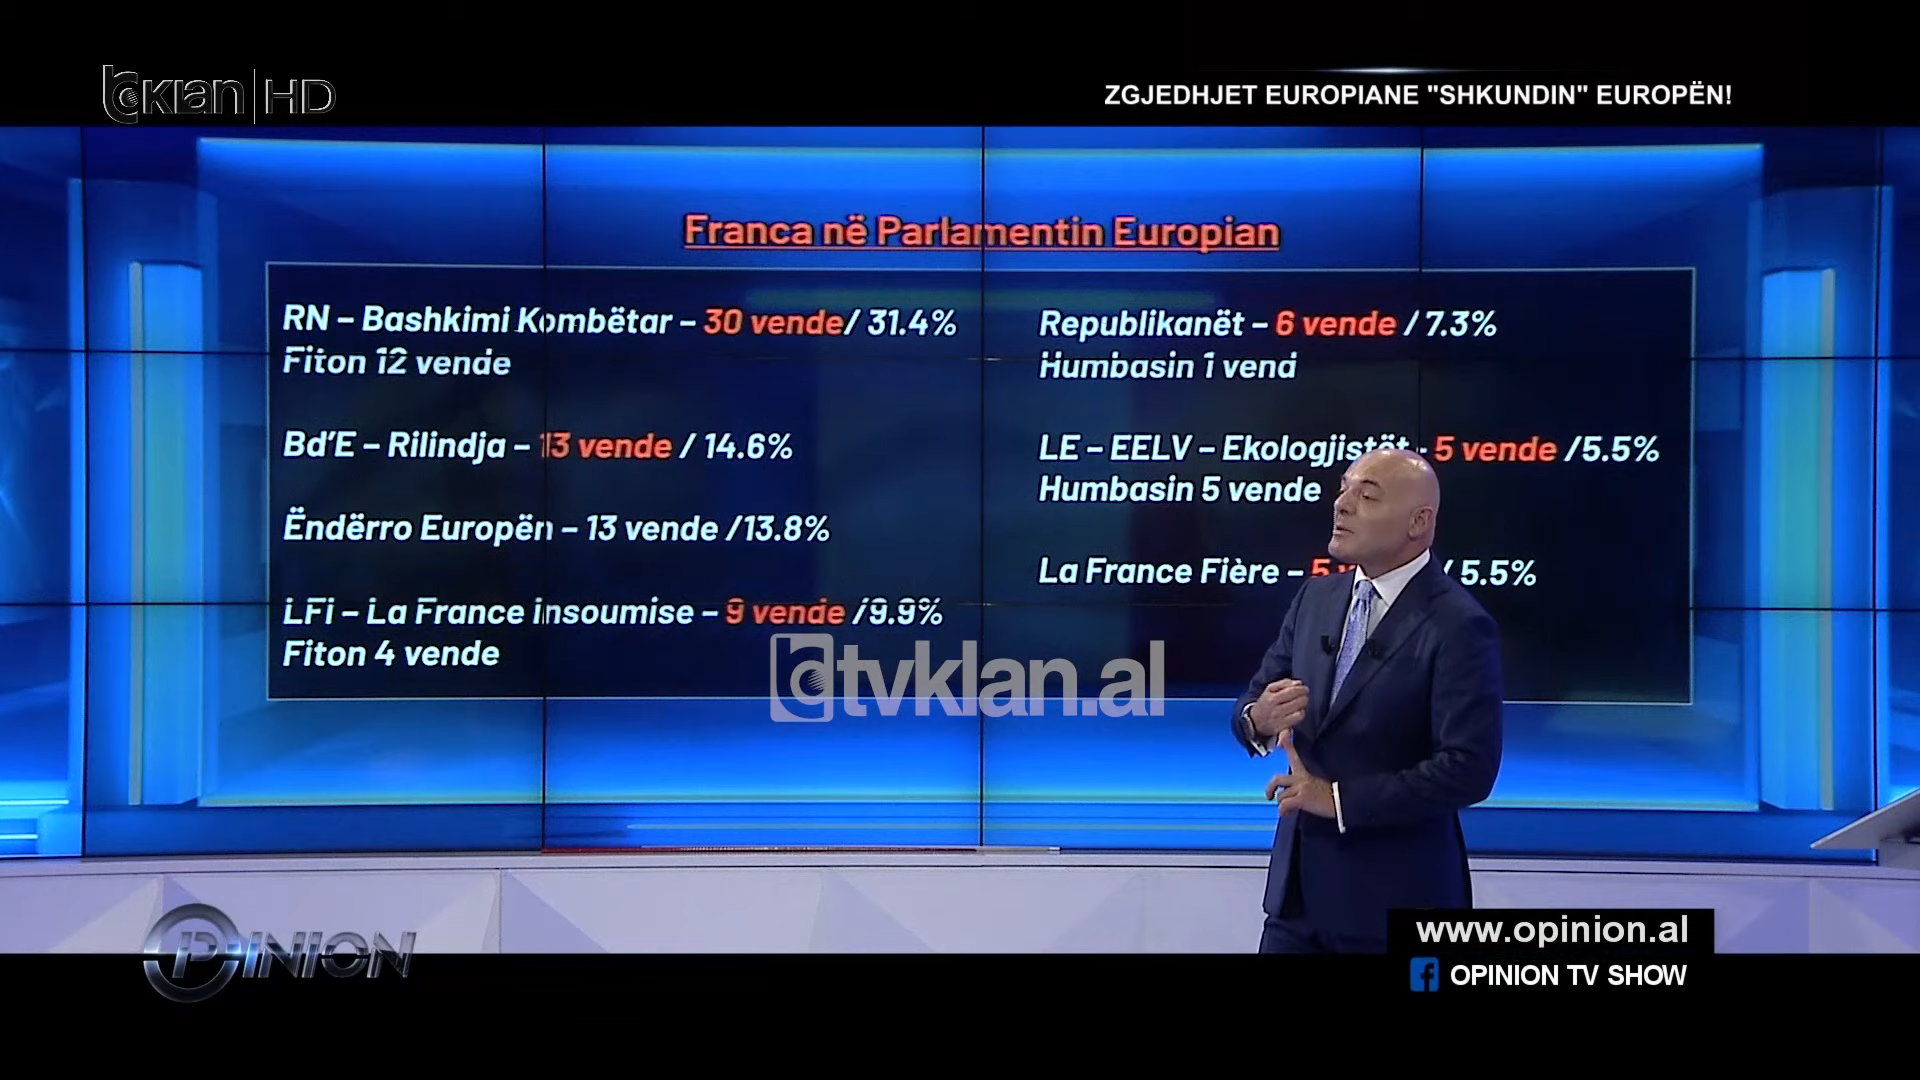 tvklan HD
ZGJEDHJET EUROPIANE "SHKUNDIN" EUROPËN!
Franca në Parlamentin Europian
RN – Bashkimi Kombëtar – 30 vende/ 31.4%
Fiton 12 vende
Bd'E – Rilindja – 13 vende / 14.6%
Ëndërro Europën – 13 vende /13.8%
LFi – La France insoumise – 9 vende /9.9%
Fiton 4 vende
Republikanët – 6 vende / 7.3%
Humbasin 1 vend
LE – EELV – Ekologjistët - 5 vende /5.5%
Humbasin 5 vende
La France Fière – 5 / 5.5%
tvklan.al
OPINION
www.opinion.al
OPINION TV SHOW